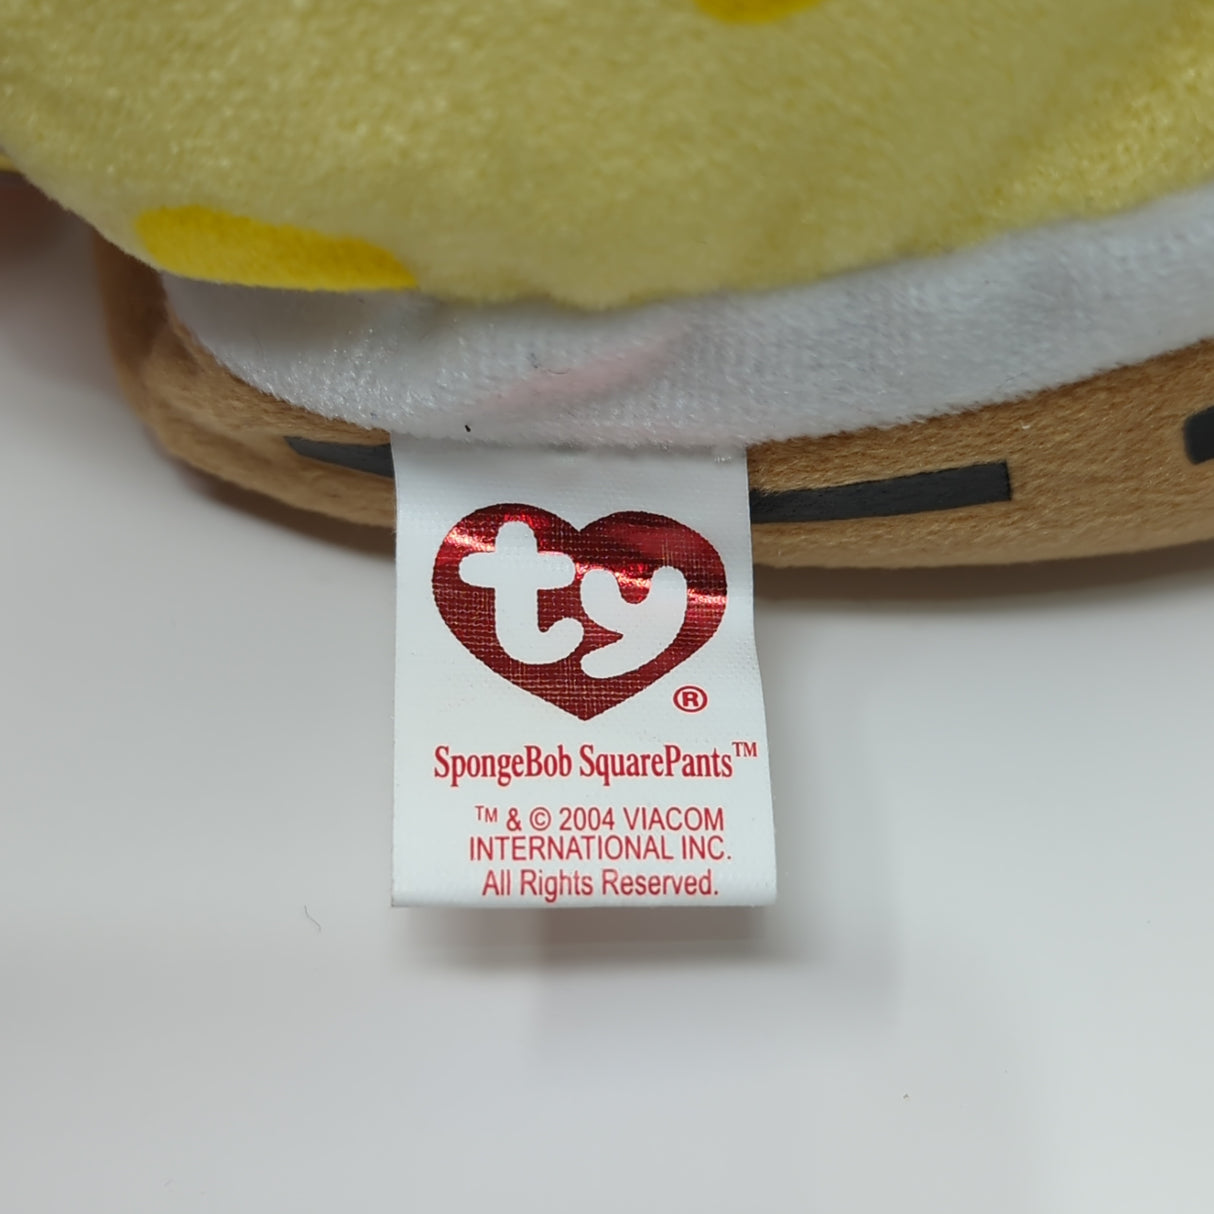 ty
®
SpongeBob SquarePants™
™ & © 2004 VIACOM
INTERNATIONAL INC.
All Rights Reserved.